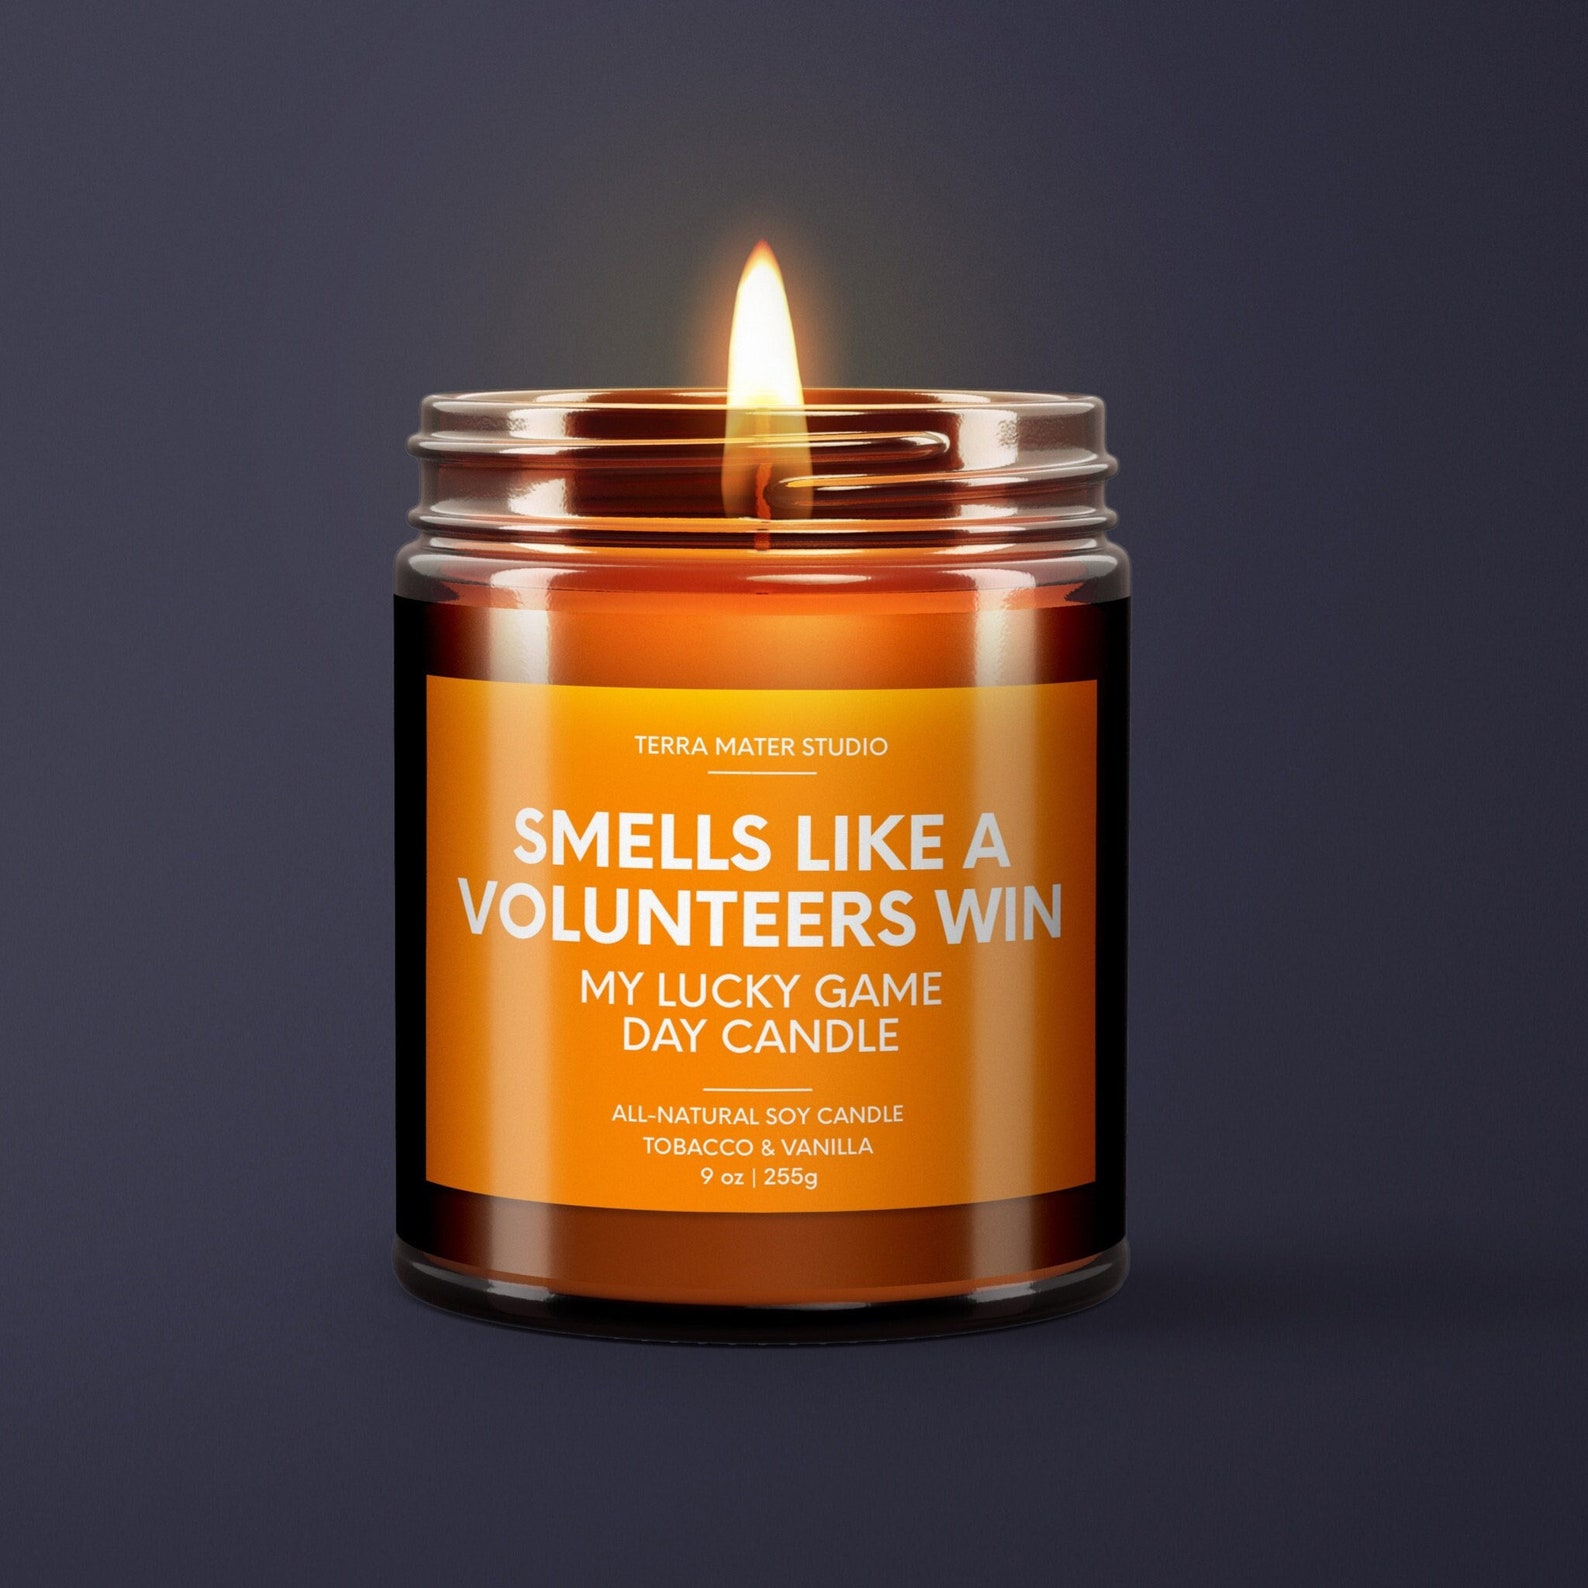 TERRA MATER STUDIO
SMELLS LIKE A
VOLUNTEERS WIN
MY LUCKY GAME
DAY CANDLE
ALL-NATURAL SOY CANDLE
TOBACCO & VANILLA
9 oz | 255g